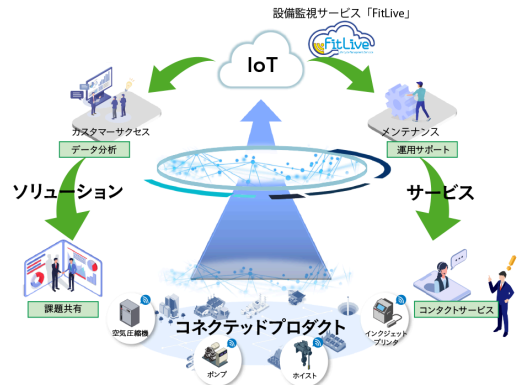 設備監視サービス「FitLive」
FitLive
IoT
カスタマーサクセス
データ分析
メンテナンス
運用サポート
ソリューション
サービス
課題共有
コンタクトサービス
コネクテッドプロダクト
空気圧縮機
ポンプ
ホイスト
インクジェット
プリンタ